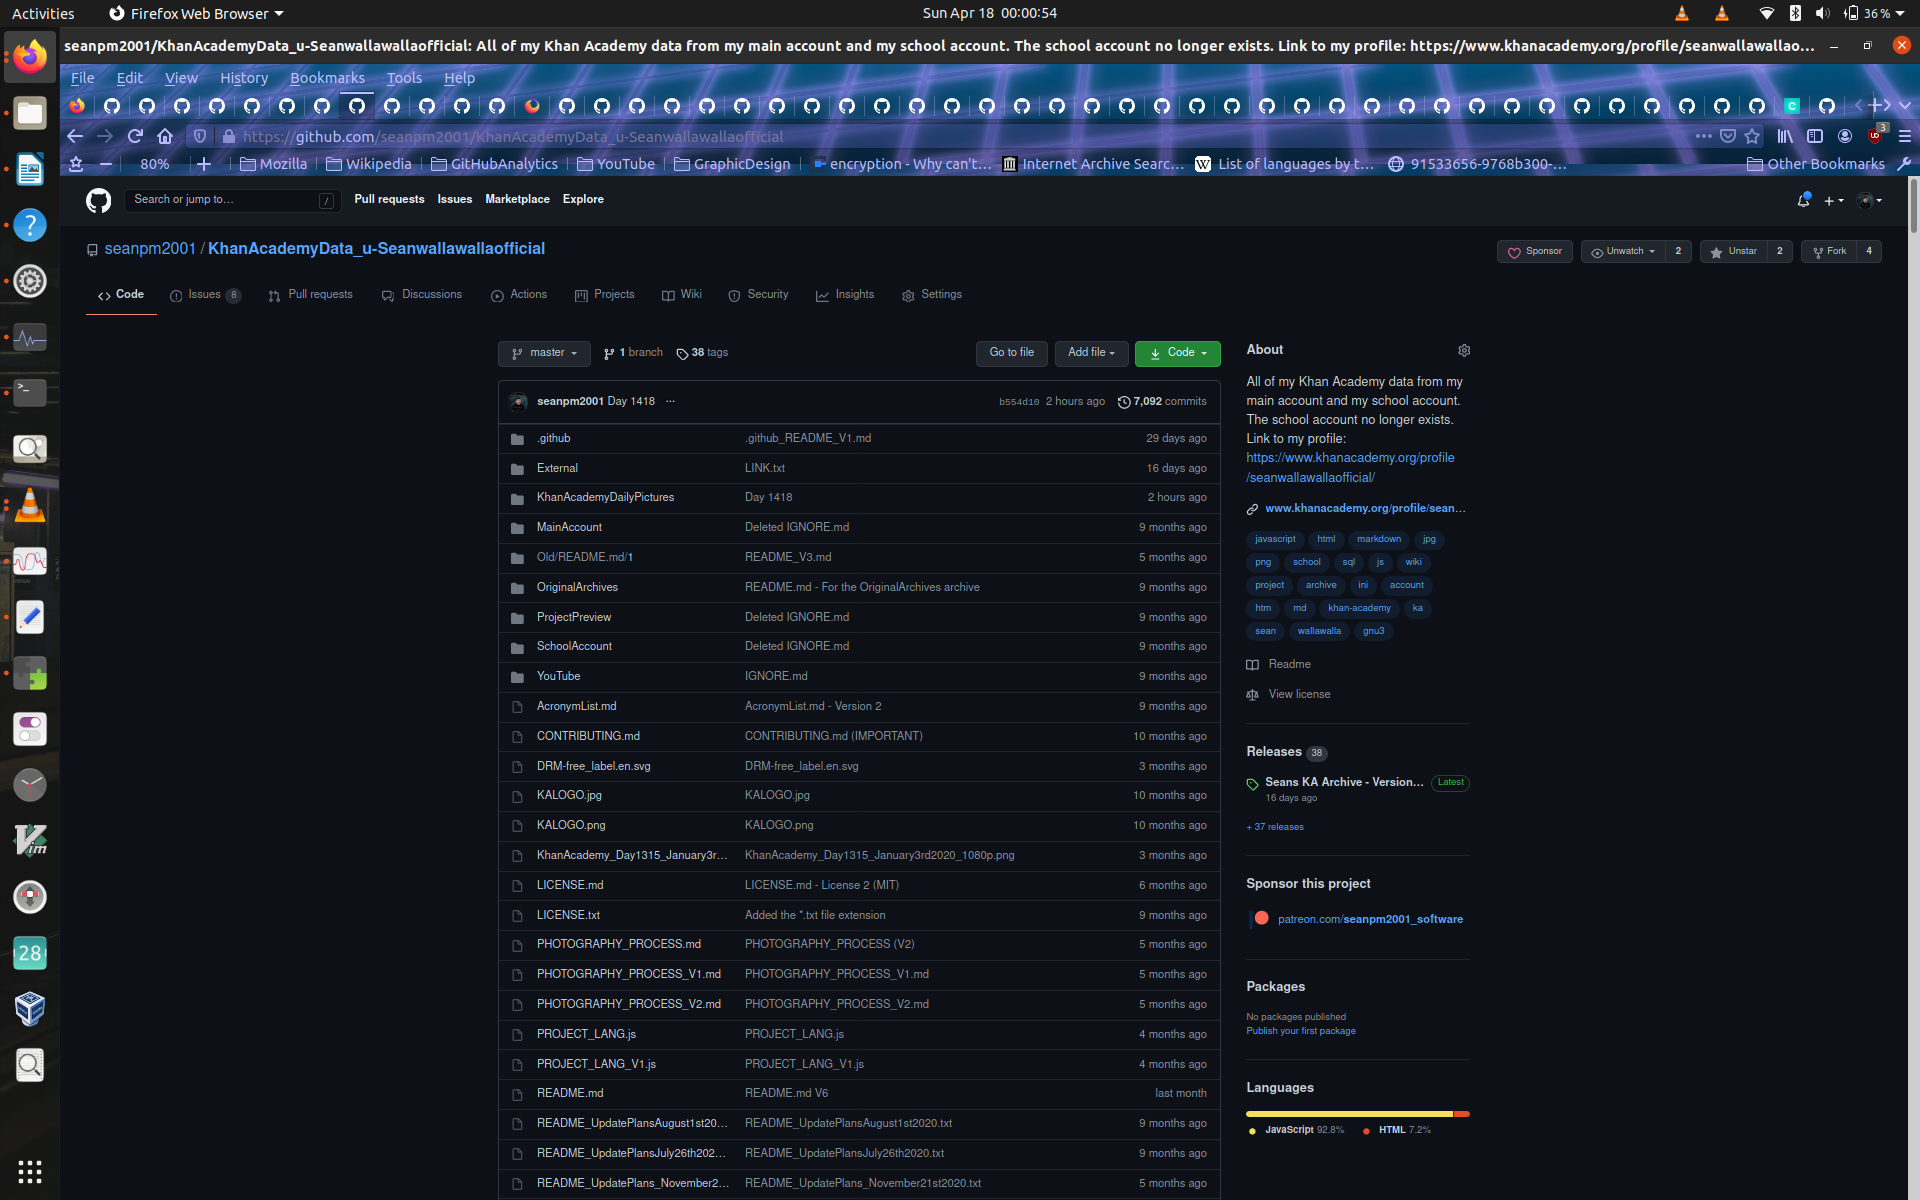 Activities Firefox Web Browser Sun Apr 18 00:00:54 36 %
seanpm2001/KhanAcademyData_u-Seanwallawallaofficial: All of my Khan Academy data from my main account and my school account. The school account no longer exists. Link to my profile: https://www.khanacademy.org/profile/seanwallawallao…
File Edit View History Bookmarks Tools Help
https://github.com/seanpm2001/KhanAcademyData_u-Seanwallawallaofficial 3
80% Mozilla Wikipedia GitHubAnalytics YouTube GraphicDesign encryption - Why can't… Internet Archive Searc… List of languages by t… 91533656-9768b300-… Other Bookmarks
Search or jump to… / Pull requests Issues Marketplace Explore
seanpm2001 / KhanAcademyData_u-Seanwallawallaofficial Sponsor Unwatch 2 Unstar 2 Fork 4
Code Issues 8 Pull requests Discussions Actions Projects Wiki Security Insights Settings
master 1 branch 38 tags Go to file Add file Code
seanpm2001 Day 1418 ... b554d10 2 hours ago 7,092 commits
.github .github_README_V1.md 29 days ago
External LINK.txt 16 days ago
KhanAcademyDailyPictures Day 1418 2 hours ago
MainAccount Deleted IGNORE.md 9 months ago
Old/README.md/1 README_V3.md 5 months ago
OriginalArchives README.md - For the OriginalArchives archive 9 months ago
ProjectPreview Deleted IGNORE.md 9 months ago
SchoolAccount Deleted IGNORE.md 9 months ago
YouTube IGNORE.md 9 months ago
AcronymList.md AcronymList.md - Version 2 9 months ago
CONTRIBUTING.md CONTRIBUTING.md (IMPORTANT) 10 months ago
DRM-free_label.en.svg DRM-free_label.en.svg 3 months ago
KALOGO.jpg KALOGO.jpg 10 months ago
KALOGO.png KALOGO.png 10 months ago
KhanAcademy_Day1315_January3r… KhanAcademy_Day1315_January3rd2020_1080p.png 3 months ago
LICENSE.md LICENSE.md - License 2 (MIT) 6 months ago
LICENSE.txt Added the *.txt file extension 9 months ago
PHOTOGRAPHY_PROCESS.md PHOTOGRAPHY_PROCESS (V2) 5 months ago
PHOTOGRAPHY_PROCESS_V1.md PHOTOGRAPHY_PROCESS_V1.md 5 months ago
PHOTOGRAPHY_PROCESS_V2.md PHOTOGRAPHY_PROCESS_V2.md 5 months ago
PROJECT_LANG.js PROJECT_LANG.js 4 months ago
PROJECT_LANG_V1.js PROJECT_LANG_V1.js 4 months ago
README.md README.md V6 last month
README_UpdatePlansAugust1st20… README_UpdatePlansAugust1st2020.txt 9 months ago
README_UpdatePlansJuly26th202… README_UpdatePlansJuly26th2020.txt 9 months ago
README_UpdatePlans_November2… README_UpdatePlans_November21st2020.txt 5 months ago
About
All of my Khan Academy data from my
main account and my school account.
The school account no longer exists.
Link to my profile:
https://www.khanacademy.org/profile
/seanwallawallaofficial/
www.khanacademy.org/profile/sean…
javascript html markdown jpg
png school sql js wiki
project archive ini account
htm md khan-academy ka
sean wallawalla gnu3
Readme
View license
Releases 38
Seans KA Archive - Version… Latest
16 days ago
+ 37 releases
Sponsor this project
patreon.com/seanpm2001_software
Packages
No packages published
Publish your first package
Languages
JavaScript 92.8% HTML 7.2%
28
Vim